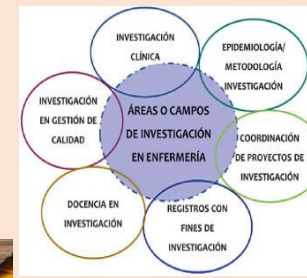 INVESTIGACIÓN
CLÍNICA
EPIDEMIOLOGÍA/
METODOLOGÍA
INVESTIGACIÓN
INVESTIGACIÓN
EN GESTIÓN DE
CALIDAD
ÁREAS O CAMPOS
DE INVESTIGACIÓN
EN ENFERMERÍA
COORDINACIÓN
DE PROYECTOS DE
INVESTIGACIÓN
DOCENCIA EN
INVESTIGACIÓN
REGISTROS CON
FINES DE
INVESTIGACIÓN